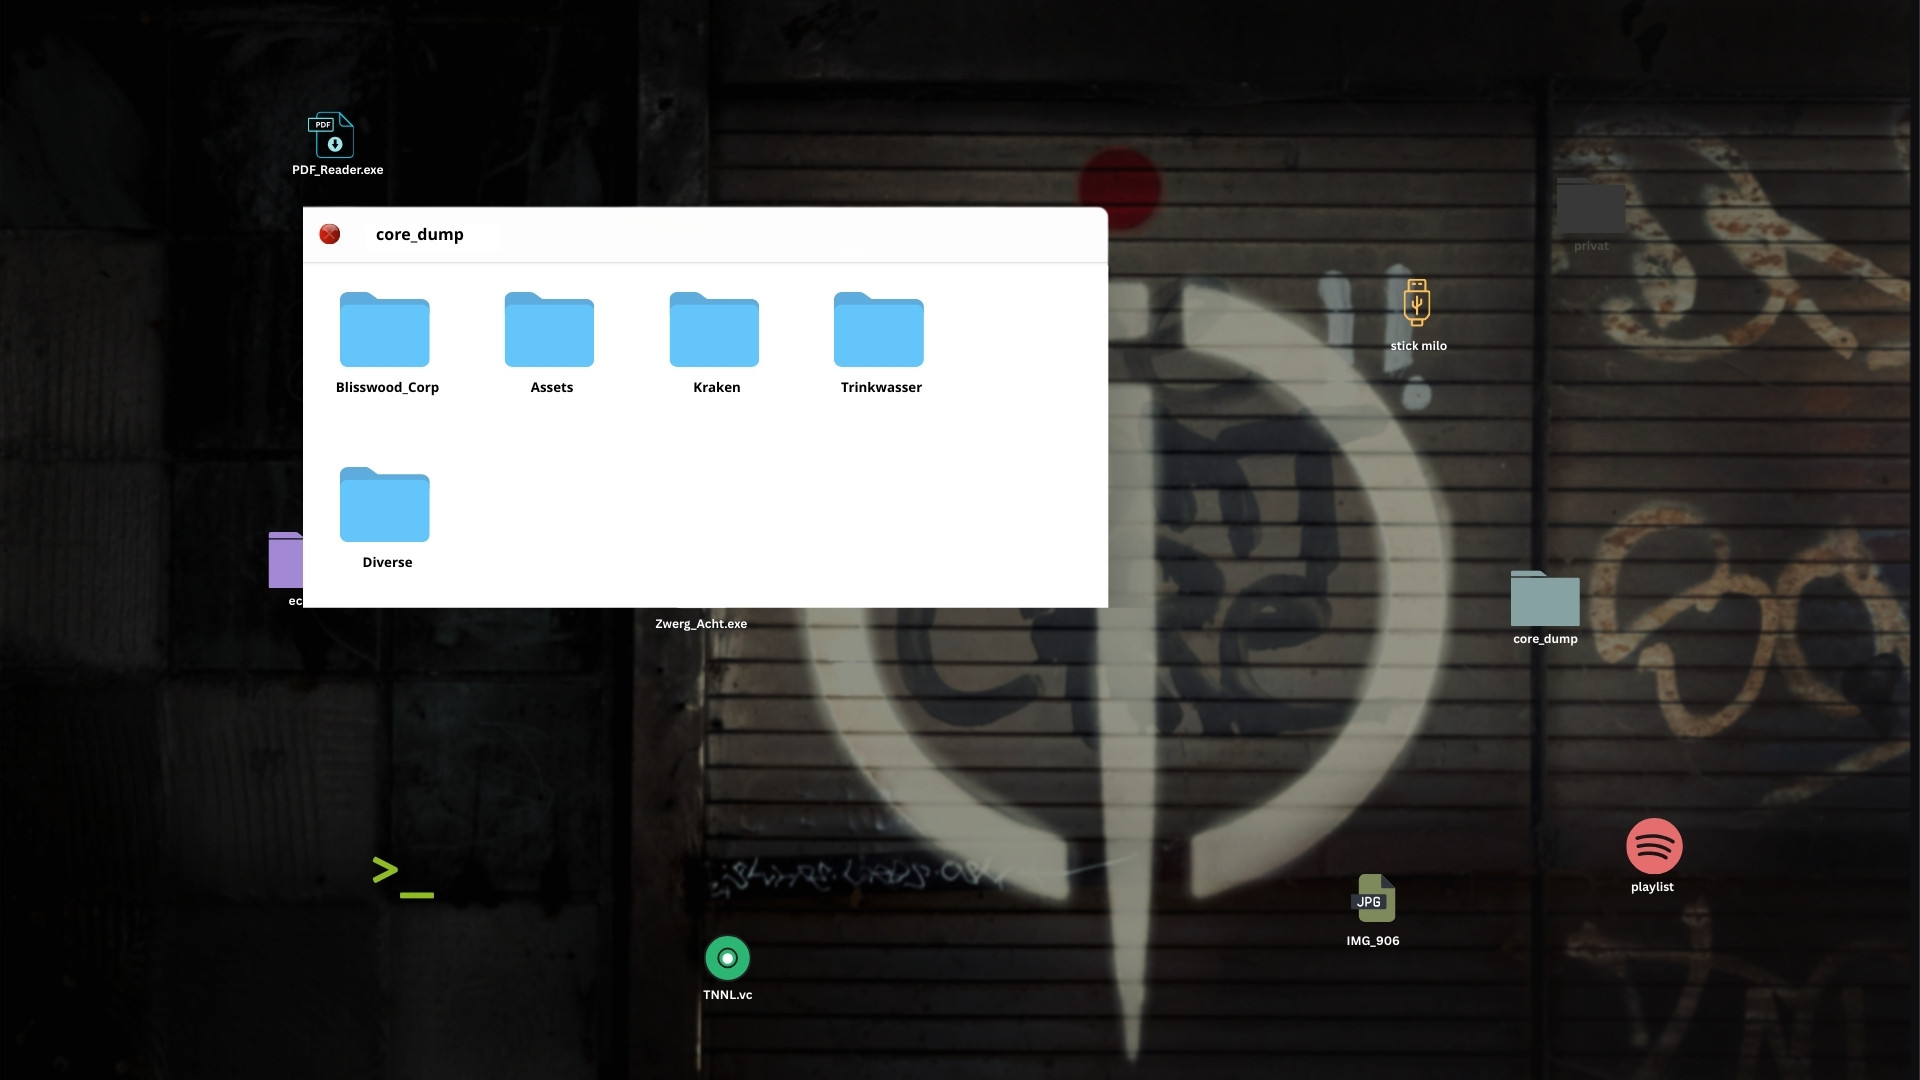 PDF
PDF_Reader.exe
core_dump
privat
stick milo
Blisswood_Corp
Assets
Kraken
Trinkwasser
Diverse
ec
Zwerg_Acht.exe
core_dump
>_
playlist
JPG
IMG_906
TNNL.vc